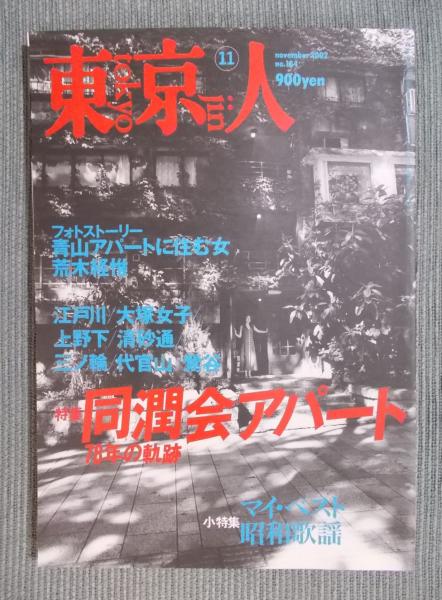 東京人
tokyo
jin
11
november 2002
no.184
900yen
フォトストーリー
青山アパートに住む女
荒木経惟
江戸川/大塚女子/
上野下/清砂通/
三ノ輪/代官山/鶯谷
特集
同潤会アパート
78年の軌跡
小特集
マイ・ベスト
昭和歌謡